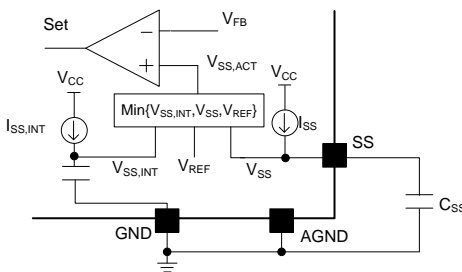 Set
V_FB
V_SS,ACT
V_CC
V_CC
Min{V_SS,INT,V_SS,V_REF}
I_SS,INT
I_SS
V_SS,INT
V_REF
V_SS
SS
C_SS
GND
AGND